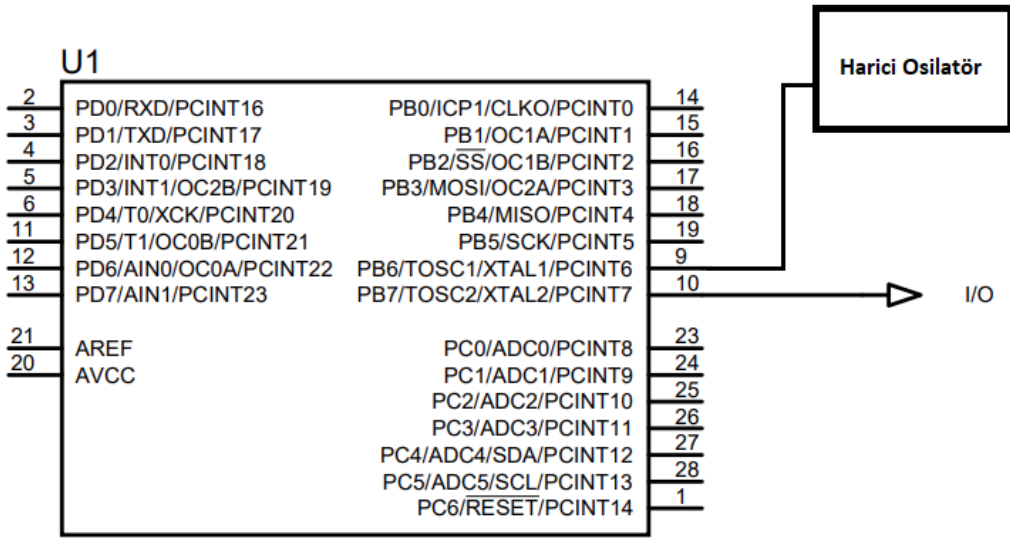 Harici Osilatör
U1
2 PD0/RXD/PCINT16 PB0/ICP1/CLKO/PCINT0 14
3 PD1/TXD/PCINT17 PB1/OC1A/PCINT1 15
4 PD2/INT0/PCINT18 PB2/SS/OC1B/PCINT2 16
5 PD3/INT1/OC2B/PCINT19 PB3/MOSI/OC2A/PCINT3 17
6 PD4/T0/XCK/PCINT20 PB4/MISO/PCINT4 18
11 PD5/T1/OC0B/PCINT21 PB5/SCK/PCINT5 19
12 PD6/AIN0/OC0A/PCINT22 PB6/TOSC1/XTAL1/PCINT6 9
13 PD7/AIN1/PCINT23 PB7/TOSC2/XTAL2/PCINT7 10 I/O
21 AREF PC0/ADC0/PCINT8 23
20 AVCC PC1/ADC1/PCINT9 24
PC2/ADC2/PCINT10 25
PC3/ADC3/PCINT11 26
PC4/ADC4/SDA/PCINT12 27
PC5/ADC5/SCL/PCINT13 28
PC6/RESET/PCINT14 1